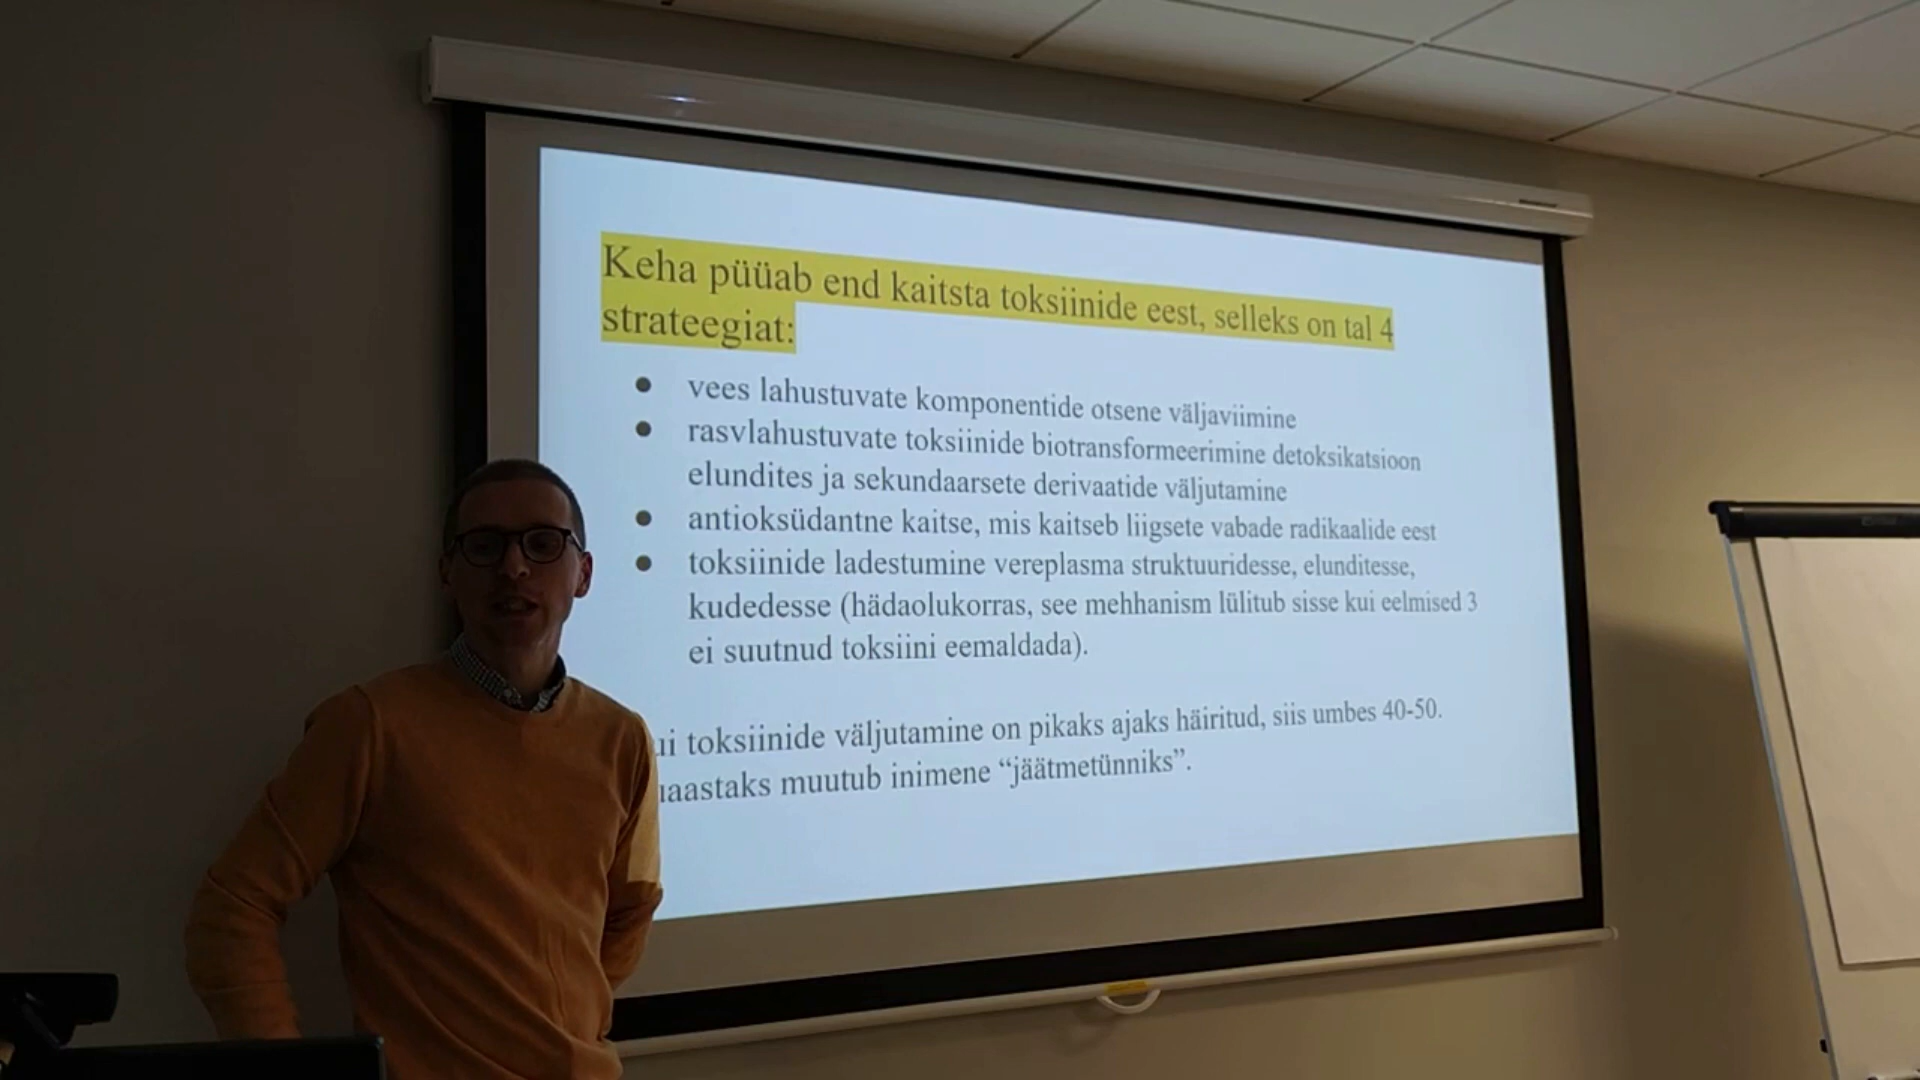 Keha püüab end kaitsta toksiinide eest, selleks on tal 4
strateegiat:
● vees lahustuvate komponentide otsene väljaviimine
● rasvlahustuvate toksiinide biotransformeerimine detoksikatsioon
elundites ja sekundaarsete derivaatide väljutamine
● antioksüdantne kaitse, mis kaitseb liigsete vabade radikaalide eest
● toksiinide ladestumine vereplasma struktuuridesse, elunditesse,
kudedesse (hädaolukorras, see mehhanism lülitub sisse kui eelmised 3
ei suutnud toksiini eemaldada).
toksiinide väljutamine on pikaks ajaks häiritud, siis umbes 40-50.
muutub inimene “jäätmetünniks”.